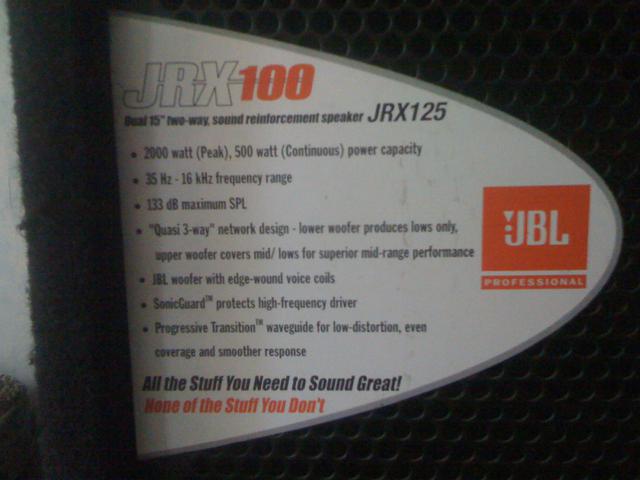 JRX100
Dual 15" two-way, sound reinforcement speaker JRX125
• 2000 watt (Peak), 500 watt (Continuous) power capacity
• 35 Hz - 16 kHz frequency range
• 133 dB maximum SPL
• "Quasi 3-way" network design - lower woofer produces lows only,
upper woofer covers mid/ lows for superior mid-range performance
• JBL woofer with edge-wound voice coils
• SonicGuard™ protects high-frequency driver
• Progressive Transition™ waveguide for low-distortion, even
coverage and smoother response
All the Stuff You Need to Sound Great!
None of the Stuff You Don't
JBL
PROFESSIONAL